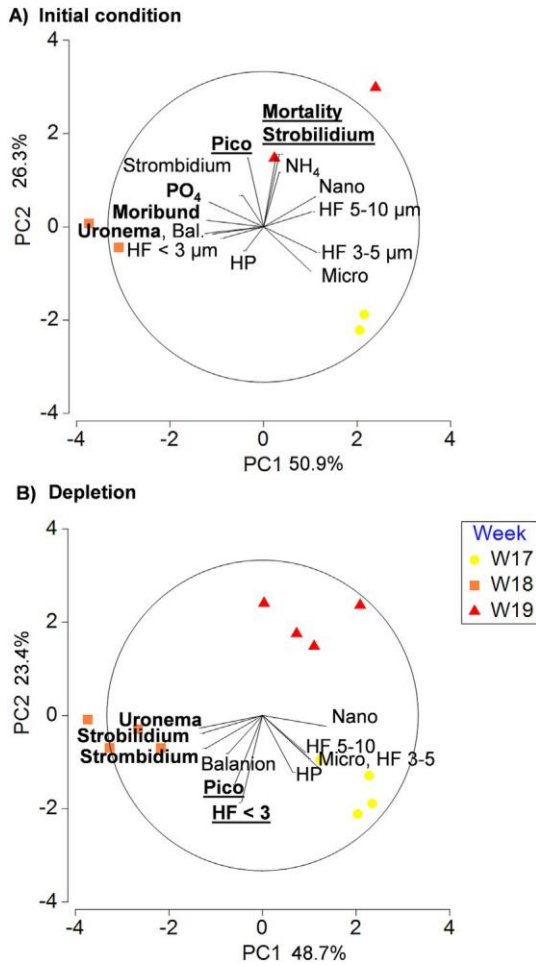 A) Initial condition
4
2
0
-2
-4
PC2 26.3%
Mortality
Strobilidium
Pico
NH4
Strombidium
Nano
PO4
HF 5-10 µm
Moribund
Uronema, Bal.
HF < 3 µm
HF 3-5 µm
HP
Micro
-4 -2 0 2 4
PC1 50.9%
B) Depletion
4
2
0
-2
-4
PC2 23.4%
Week
W17
W18
W19
Uronema
Nano
Strobilidium
HF 5-10
Strombidium
Micro, HF 3-5
Balanion
HP
Pico
HF < 3
-4 -2 0 2 4
PC1 48.7%